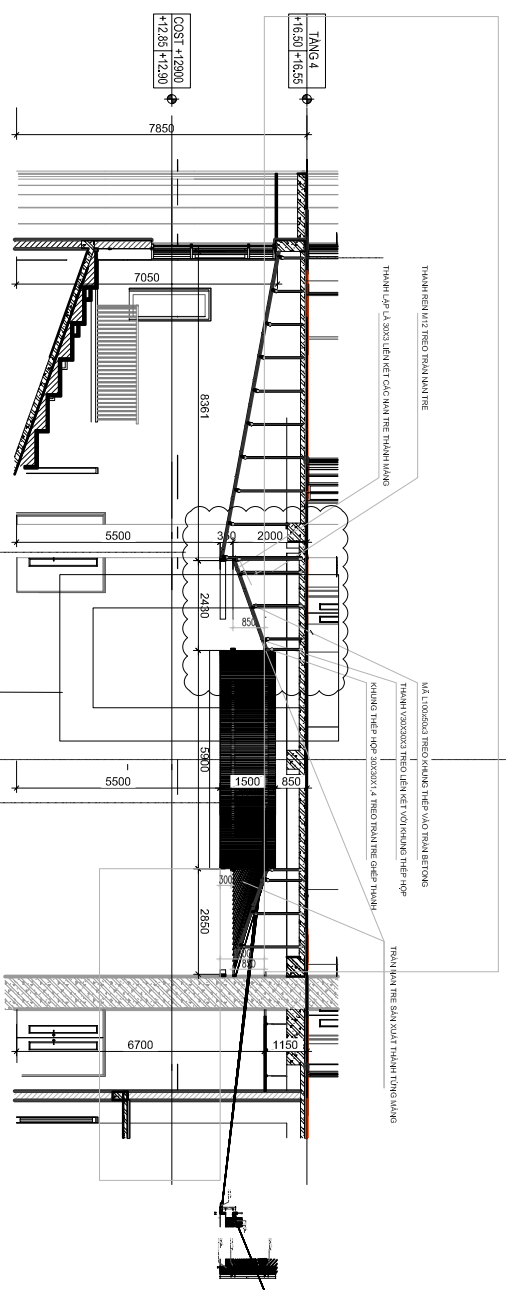 TẦNG 4
+16.50 +16.55
COST +12900
+12.85 +12.90
7850
THANH REN M12 TREO TRẦN NAN TRE
THANH LẬP LÀ 30X3 LIÊN KẾT CÁC NAN TRE THÀNH MẢNG
7050
8361
5500
350
2000
2430
850
MÃ L100x50x3 TREO KHUNG THÉP VÀO TRẦN BETONG
THANH V30X30X3 TREO LIÊN KẾT VỚI KHUNG THÉP HỘP
KHUNG THÉP HỘP 30X30X1,4 TREO TRẦN TRE GHÉP THANH
5900
5500
1500
850
300
2850
850
TRẦN NAN TRE SẢN XUẤT THÀNH TỪNG MẢNG
6700
1150